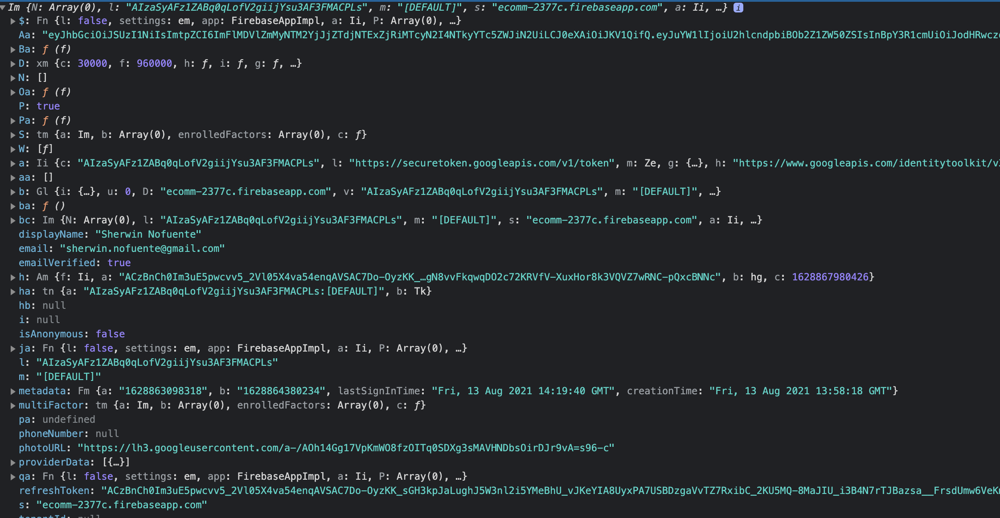 ▼Im {N: Array(0), l: "AIzaSyAFz1ZABq0qLofV2giijYsu3AF3FMACPLs", m: "[DEFAULT]", s: "ecomm-2377c.firebaseapp.com", a: Ii, …} i
▶$: Fn {l: false, settings: em, app: FirebaseAppImpl, a: Ii, P: Array(0), …}
Aa: "eyJhbGciOiJSUzI1NiIsImtpZCI6ImFlMDVlZmMyNTM2YjJjZTdjNTExZjRiMTcyN2I4NTkyYTc5ZWJiN2UiLCJ0eXAiOiJKV1QifQ.eyJuYW1lIjoiU2hlcndpbiBOb2Z1ZW50ZSIsInBpY3R1cmUiOiJodHRwczo
▶Ba: ƒ (f)
▶D: xm {c: 30000, f: 960000, h: ƒ, i: ƒ, g: ƒ, …}
▶N: []
▶Oa: ƒ (f)
P: true
▶Pa: ƒ (f)
▶S: tm {a: Im, b: Array(0), enrolledFactors: Array(0), c: ƒ}
▶W: [ƒ]
▶a: Ii {c: "AIzaSyAFz1ZABq0qLofV2giijYsu3AF3FMACPLs", l: "https://securetoken.googleapis.com/v1/token", m: Ze, g: {…}, h: "https://www.googleapis.com/identitytoolkit/v3
▶aa: []
▶b: Gl {i: {…}, u: 0, D: "ecomm-2377c.firebaseapp.com", v: "AIzaSyAFz1ZABq0qLofV2giijYsu3AF3FMACPLs", m: "[DEFAULT]", …}
▶ba: ƒ ()
▶bc: Im {N: Array(0), l: "AIzaSyAFz1ZABq0qLofV2giijYsu3AF3FMACPLs", m: "[DEFAULT]", s: "ecomm-2377c.firebaseapp.com", a: Ii, …}
displayName: "Sherwin Nofuente"
email: "sherwin.nofuente@gmail.com"
emailVerified: true
▶h: Am {f: Ii, a: "ACzBnCh0Im3uE5pwcvv5_2Vl05X4va54enqAVSAC7Do-OyzKK_…gN8vvFkqwqDO2c72KRVfV-XuxHor8k3VQVZ7wRNC-pQxcBNNc", b: hg, c: 1628867980426}
▶ha: tn {a: "AIzaSyAFz1ZABq0qLofV2giijYsu3AF3FMACPLs:[DEFAULT]", b: Tk}
hb: null
i: null
isAnonymous: false
▶ja: Fn {l: false, settings: em, app: FirebaseAppImpl, a: Ii, P: Array(0), …}
l: "AIzaSyAFz1ZABq0qLofV2giijYsu3AF3FMACPLs"
m: "[DEFAULT]"
▶metadata: Fm {a: "1628863098318", b: "1628864380234", lastSignInTime: "Fri, 13 Aug 2021 14:19:40 GMT", creationTime: "Fri, 13 Aug 2021 13:58:18 GMT"}
▶multiFactor: tm {a: Im, b: Array(0), enrolledFactors: Array(0), c: ƒ}
pa: undefined
phoneNumber: null
photoURL: "https://lh3.googleusercontent.com/a-/AOh14Gg17VpKmWO8fzOITq0SDXg3sMAVHNDbsOirDJr9vA=s96-c"
▶providerData: [{…}]
▶qa: Fn {l: false, settings: em, app: FirebaseAppImpl, a: Ii, P: Array(0), …}
refreshToken: "ACzBnCh0Im3uE5pwcvv5_2Vl05X4va54enqAVSAC7Do-OyzKK_sGH3kpJaLughJ5W3nl2i5YMeBhU_vJKeYIA8UyxPA7USBDzgaVvTZ7RxibC_2KU5MQ-8MaJIU_i3B4N7rTJBazsa__FrsdUmw6VeKm
s: "ecomm-2377c.firebaseapp.com"
tenantId: null